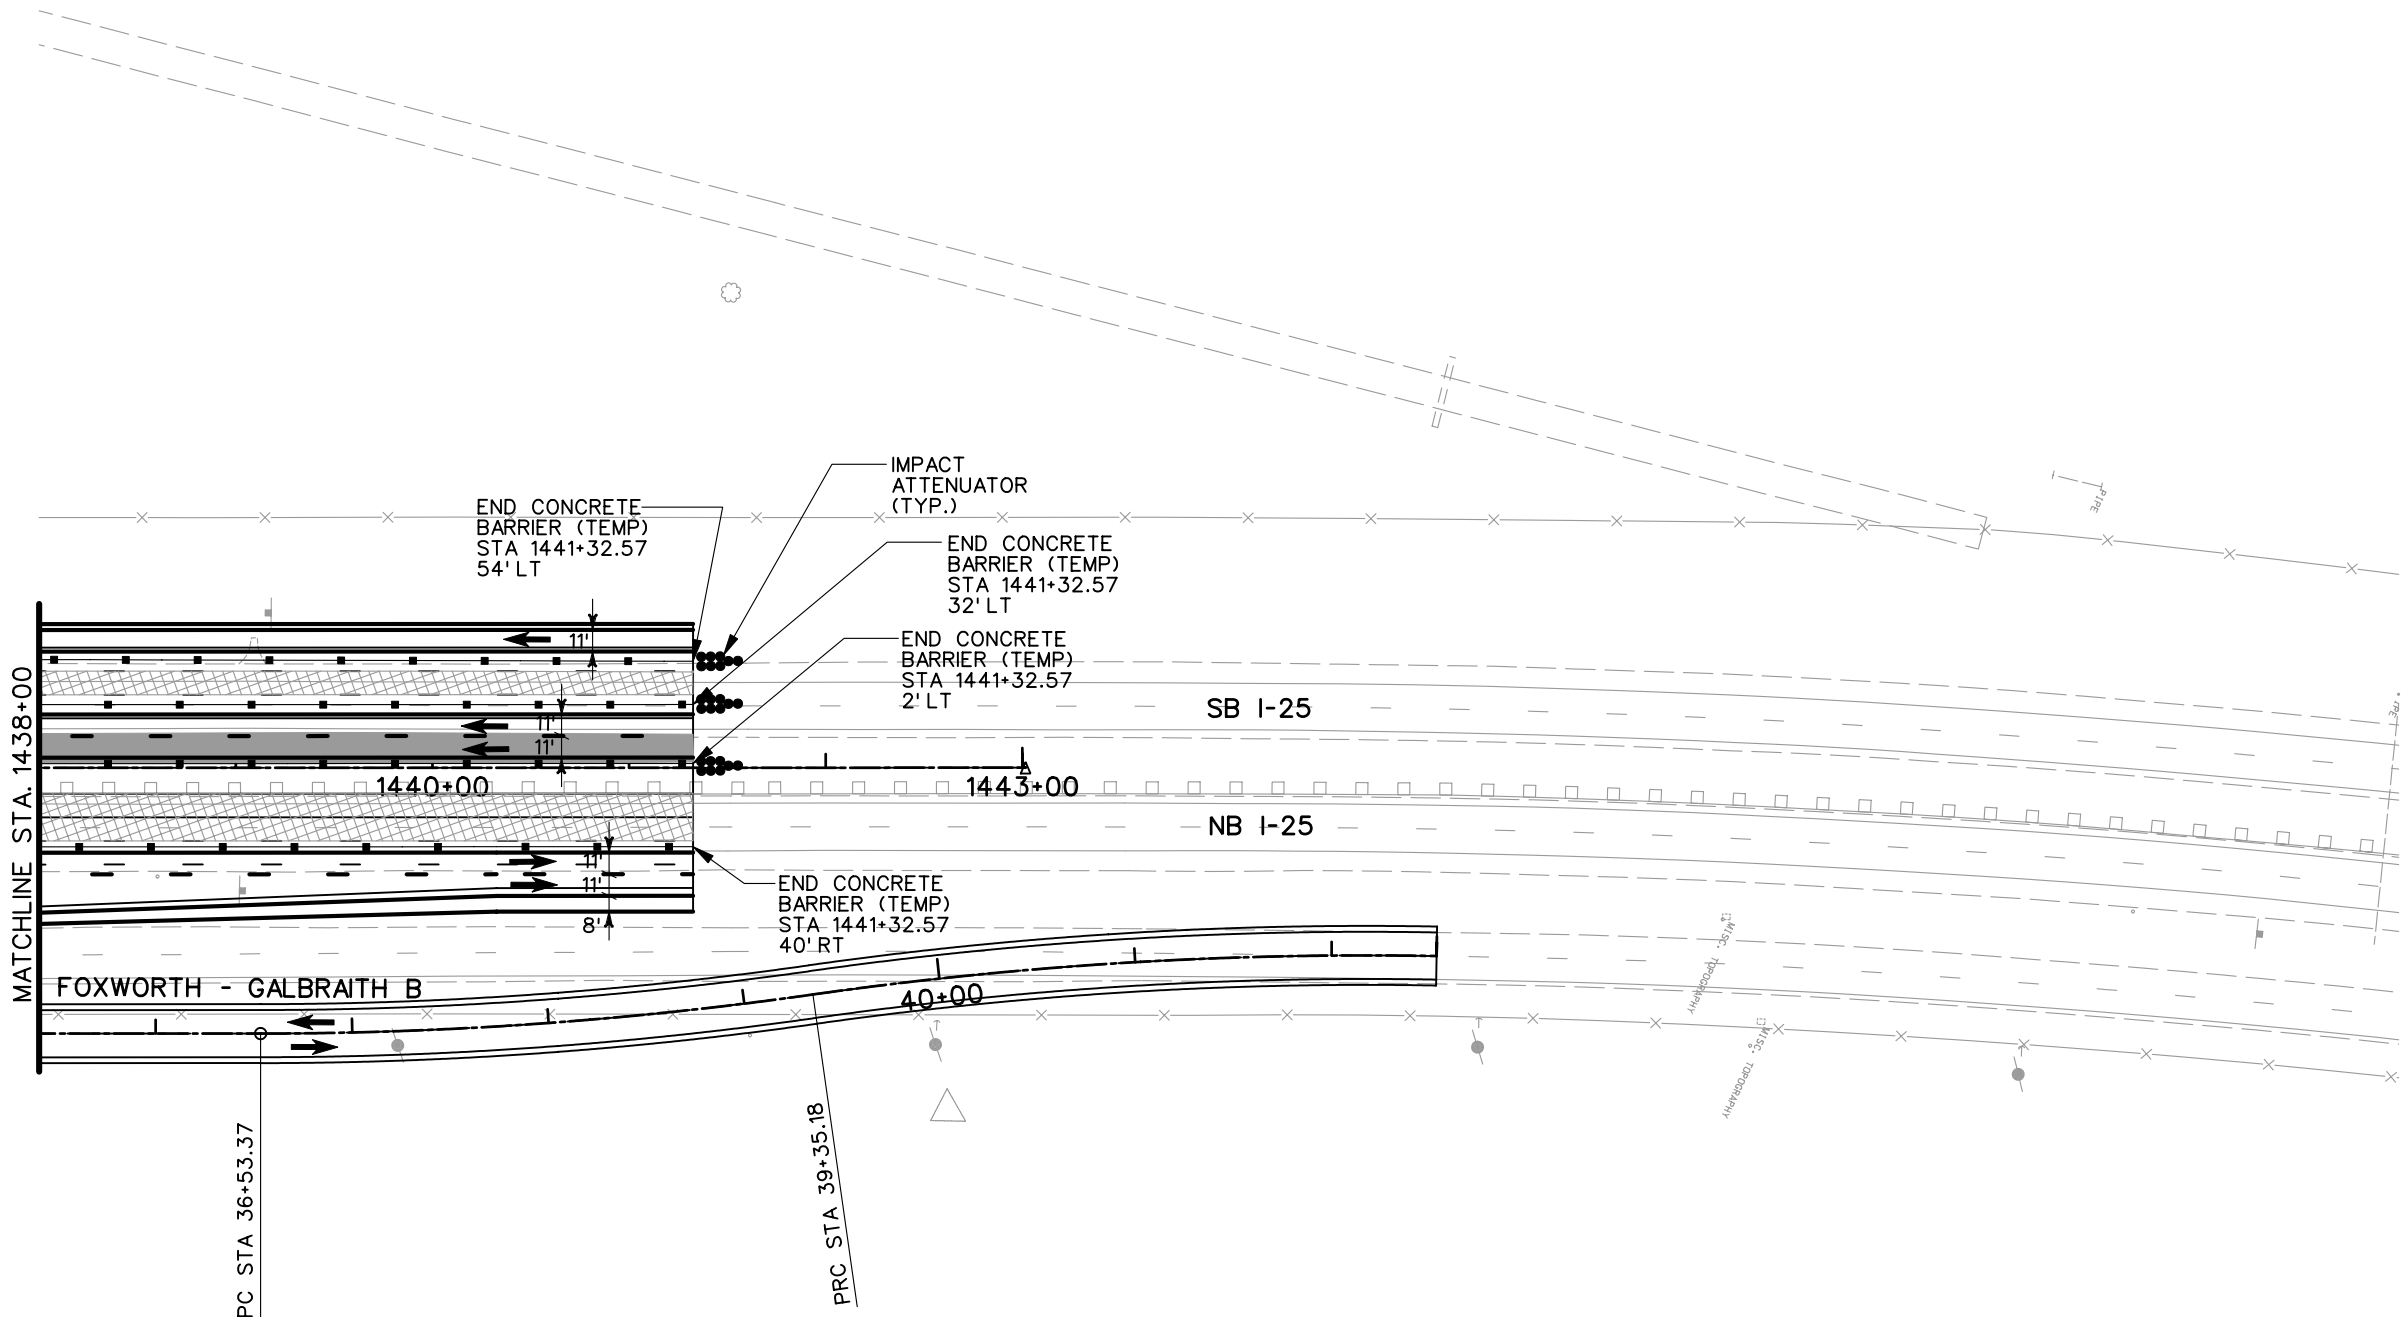 IMPACT
ATTENUATOR
(TYP.)
END CONCRETE
BARRIER (TEMP)
STA 1441+32.57
54' LT
END CONCRETE
BARRIER (TEMP)
STA 1441+32.57
32' LT
END CONCRETE
BARRIER (TEMP)
STA 1441+32.57
2' LT
PIPE
11'
11'
11'
SB I-25
1440+00
1443+00
NB I-25
11'
11'
8'
END CONCRETE
BARRIER (TEMP)
STA 1441+32.57
40' RT
MATCHLINE STA. 1438+00
FOXWORTH - GALBRAITH B
40+00
MISC. TOPOGRAPHY
MISC. TOPOGRAPHY
PC STA 36+53.37
PRC STA 39+35.18